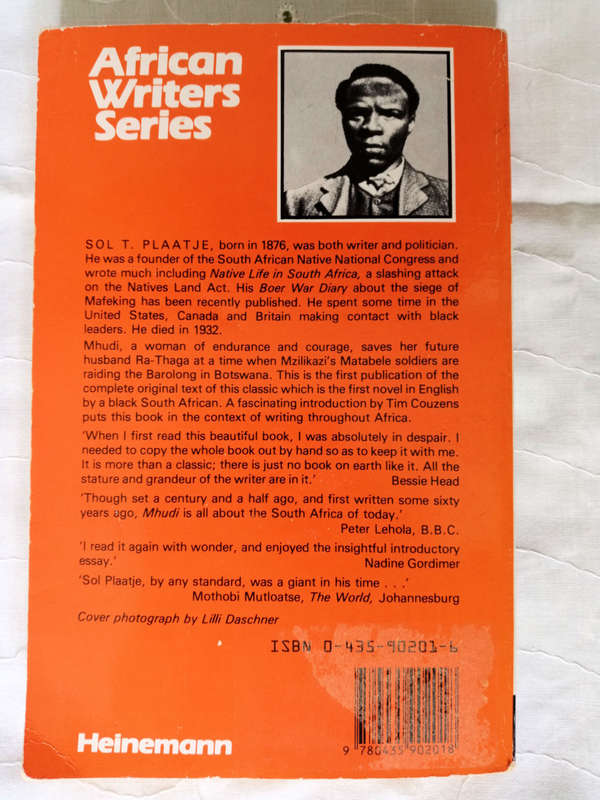 African
Writers
Series
SOL T. PLAATJE, born in 1876, was both writer and politician.
He was a founder of the South African Native National Congress and
wrote much including Native Life in South Africa, a slashing attack
on the Natives Land Act. His Boer War Diary about the siege of
Mafeking has been recently published. He spent some time in the
United States, Canada and Britain making contact with black
leaders. He died in 1932.
Mhudi, a woman of endurance and courage, saves her future
husband Ra-Thaga at a time when Mzilikazi's Matabele soldiers are
raiding the Barolong in Botswana. This is the first publication of the
complete original text of this classic which is the first novel in English
by a black South African. A fascinating introduction by Tim Couzens
puts this book in the context of writing throughout Africa.
'When I first read this beautiful book, I was absolutely in despair. I
needed to copy the whole book out by hand so as to keep it with me.
It is more than a classic; there is just no book on earth like it. All the
stature and grandeur of the writer are in it.' Bessie Head
'Though set a century and a half ago, and first written some sixty
years ago, Mhudi is all about the South Africa of today.'
Peter Lehola, B.B.C.
'I read it again with wonder, and enjoyed the insightful introductory
essay.' Nadine Gordimer
'Sol Plaatje, by any standard, was a giant in his time . . .'
Mothobi Mutloatse, The World, Johannesburg
Cover photograph by Lilli Daschner
ISBN 0-435-90201-6
9 780435 902018
Heinemann